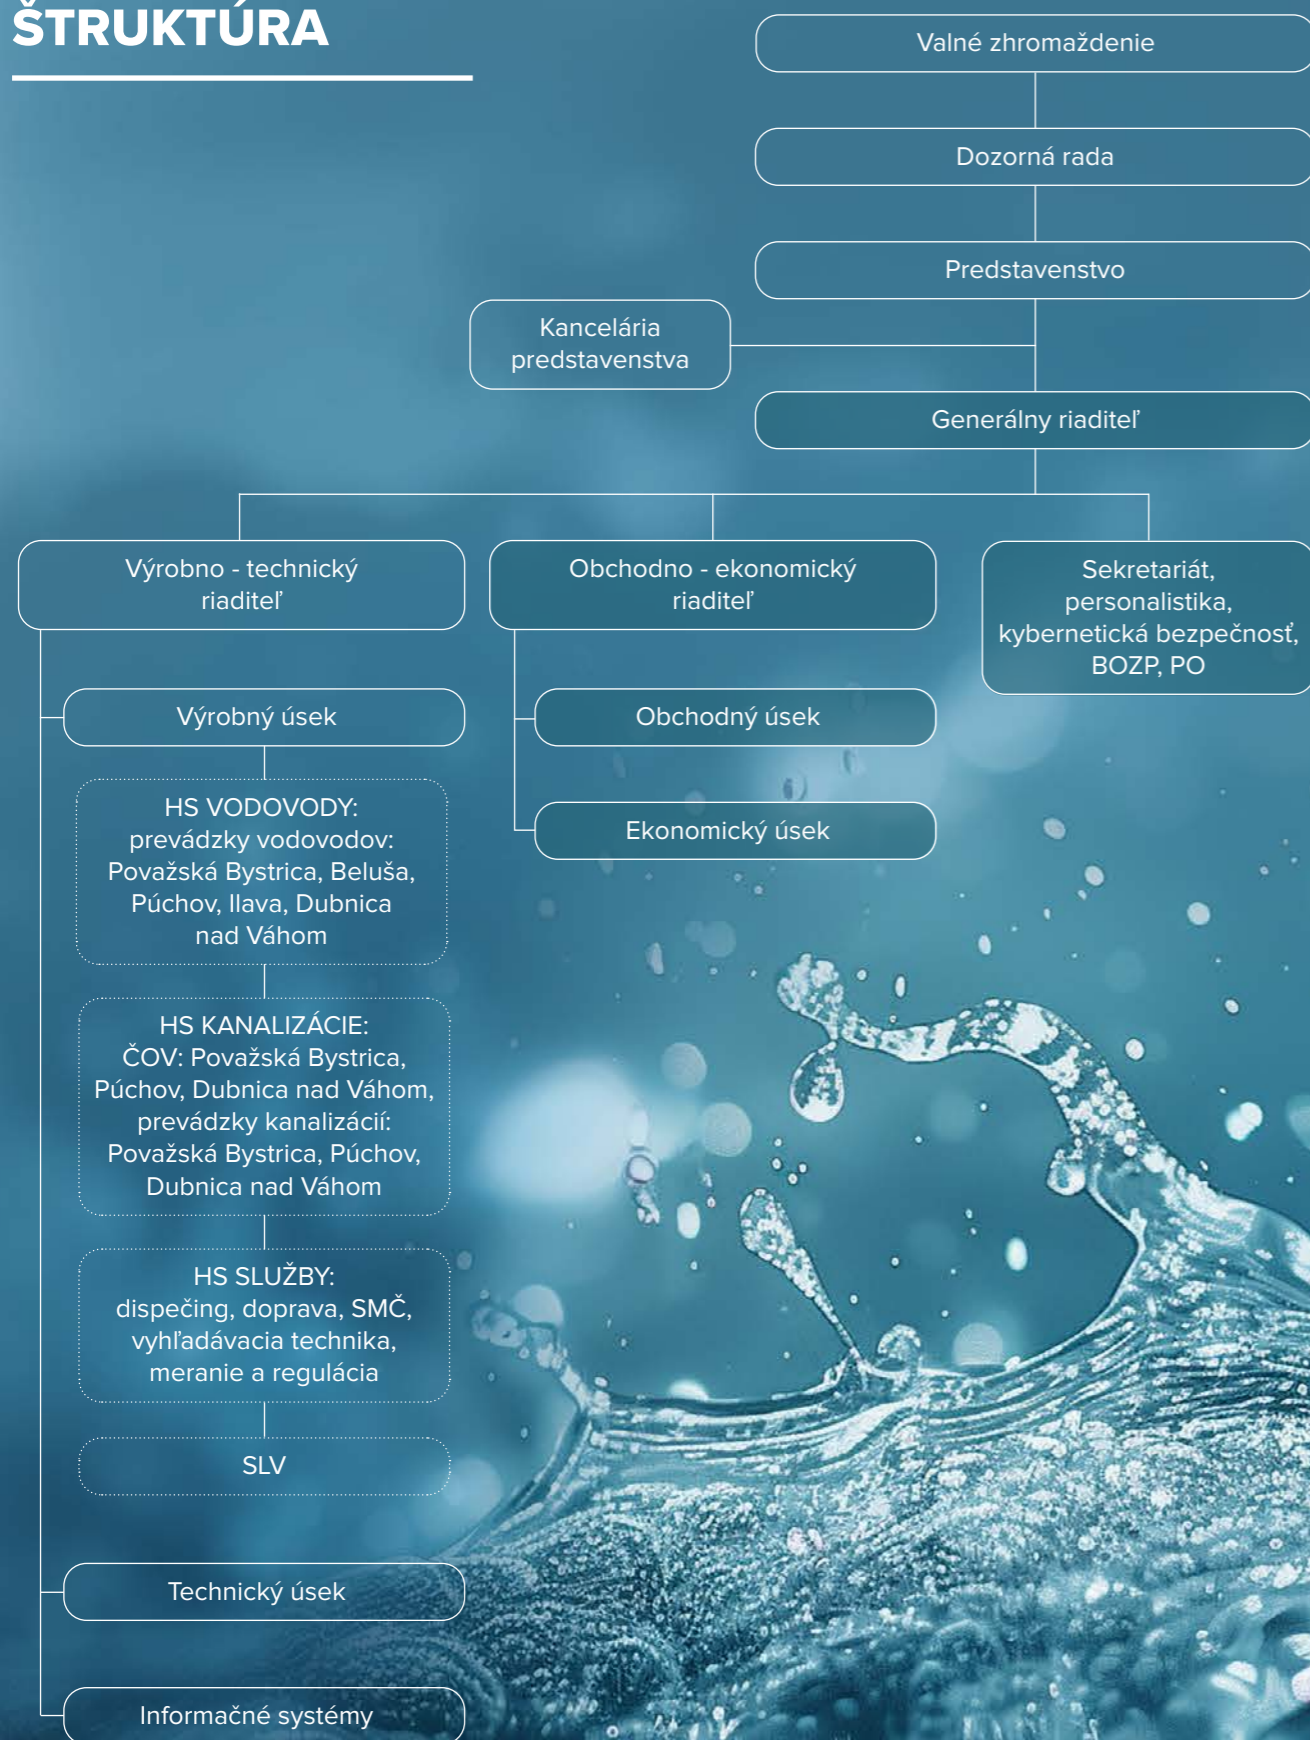 ŠTRUKTÚRA
Valné zhromaždenie
Dozorná rada
Predstavenstvo
Kancelária
predstavenstva
Generálny riaditeľ
Výrobno - technický
riaditeľ
Obchodno - ekonomický
riaditeľ
Sekretariát,
personalistika,
kybernetická bezpečnosť,
BOZP, PO
Výrobný úsek
Obchodný úsek
Ekonomický úsek
HS VODOVODY:
prevádzky vodovodov:
Považská Bystrica, Beluša,
Púchov, Ilava, Dubnica
nad Váhom
HS KANALIZÁCIE:
ČOV: Považská Bystrica,
Púchov, Dubnica nad Váhom,
prevádzky kanalizácií:
Považská Bystrica, Púchov,
Dubnica nad Váhom
HS SLUŽBY:
dispečing, doprava, SMČ,
vyhľadávacia technika,
meranie a regulácia
SLV
Technický úsek
Informačné systémy